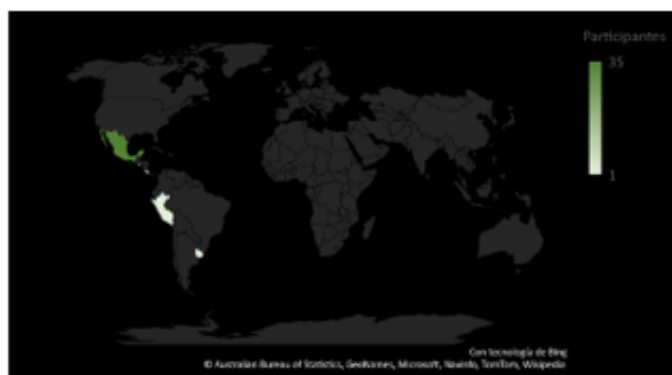 Participantes
35
1
Con tecnología de Bing
© Australian Bureau of Statistics, GeoNames, Microsoft, Navinfo, TomTom, Wikipedia